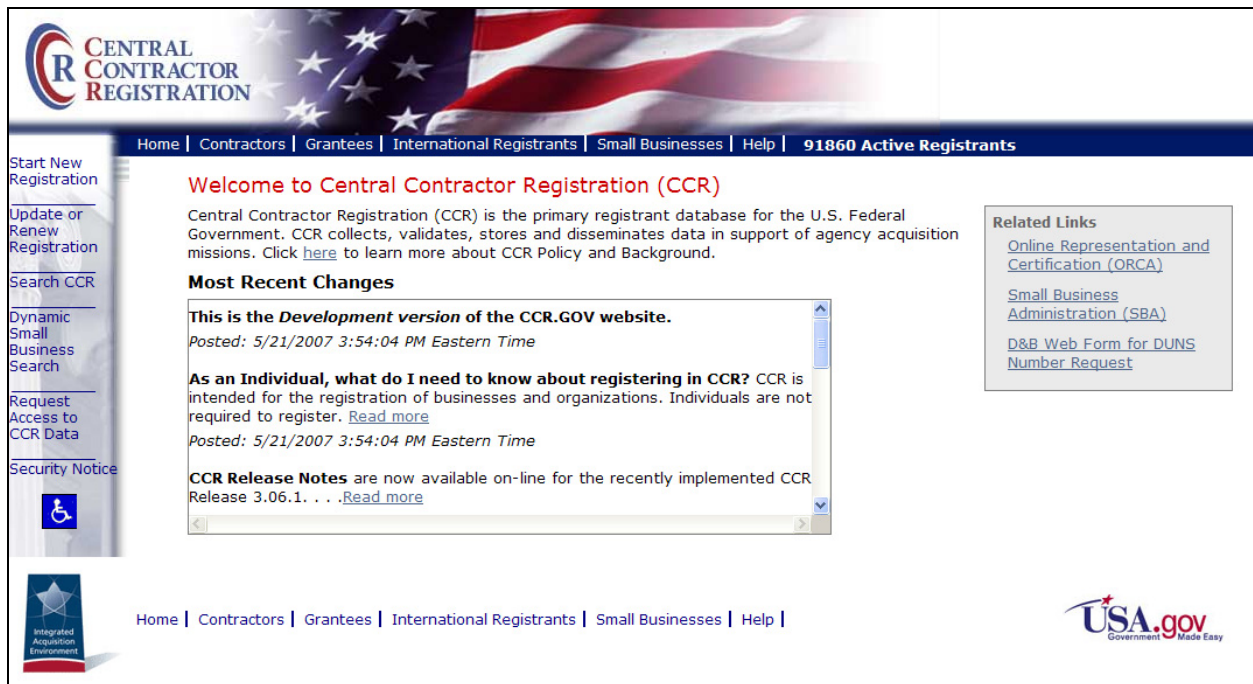 CENTRAL
CONTRACTOR
REGISTRATION
Home | Contractors | Grantees | International Registrants | Small Businesses | Help | 91860 Active Registrants
Start New
Registration
Update or
Renew
Registration
Search CCR
Dynamic
Small
Business
Search
Request
Access to
CCR Data
Security Notice
Welcome to Central Contractor Registration (CCR)
Central Contractor Registration (CCR) is the primary registrant database for the U.S. Federal
Government. CCR collects, validates, stores and disseminates data in support of agency acquisition
missions. Click here to learn more about CCR Policy and Background.
Most Recent Changes
This is the Development version of the CCR.GOV website.
Posted: 5/21/2007 3:54:04 PM Eastern Time
As an Individual, what do I need to know about registering in CCR? CCR is
intended for the registration of businesses and organizations. Individuals are not
required to register. Read more
Posted: 5/21/2007 3:54:04 PM Eastern Time
CCR Release Notes are now available on-line for the recently implemented CCR
Release 3.06.1. . . .Read more
Related Links
Online Representation and
Certification (ORCA)
Small Business
Administration (SBA)
D&B Web Form for DUNS
Number Request
Integrated
Acquisition
Environment
Home | Contractors | Grantees | International Registrants | Small Businesses | Help |
USA.gov
Government Made Easy